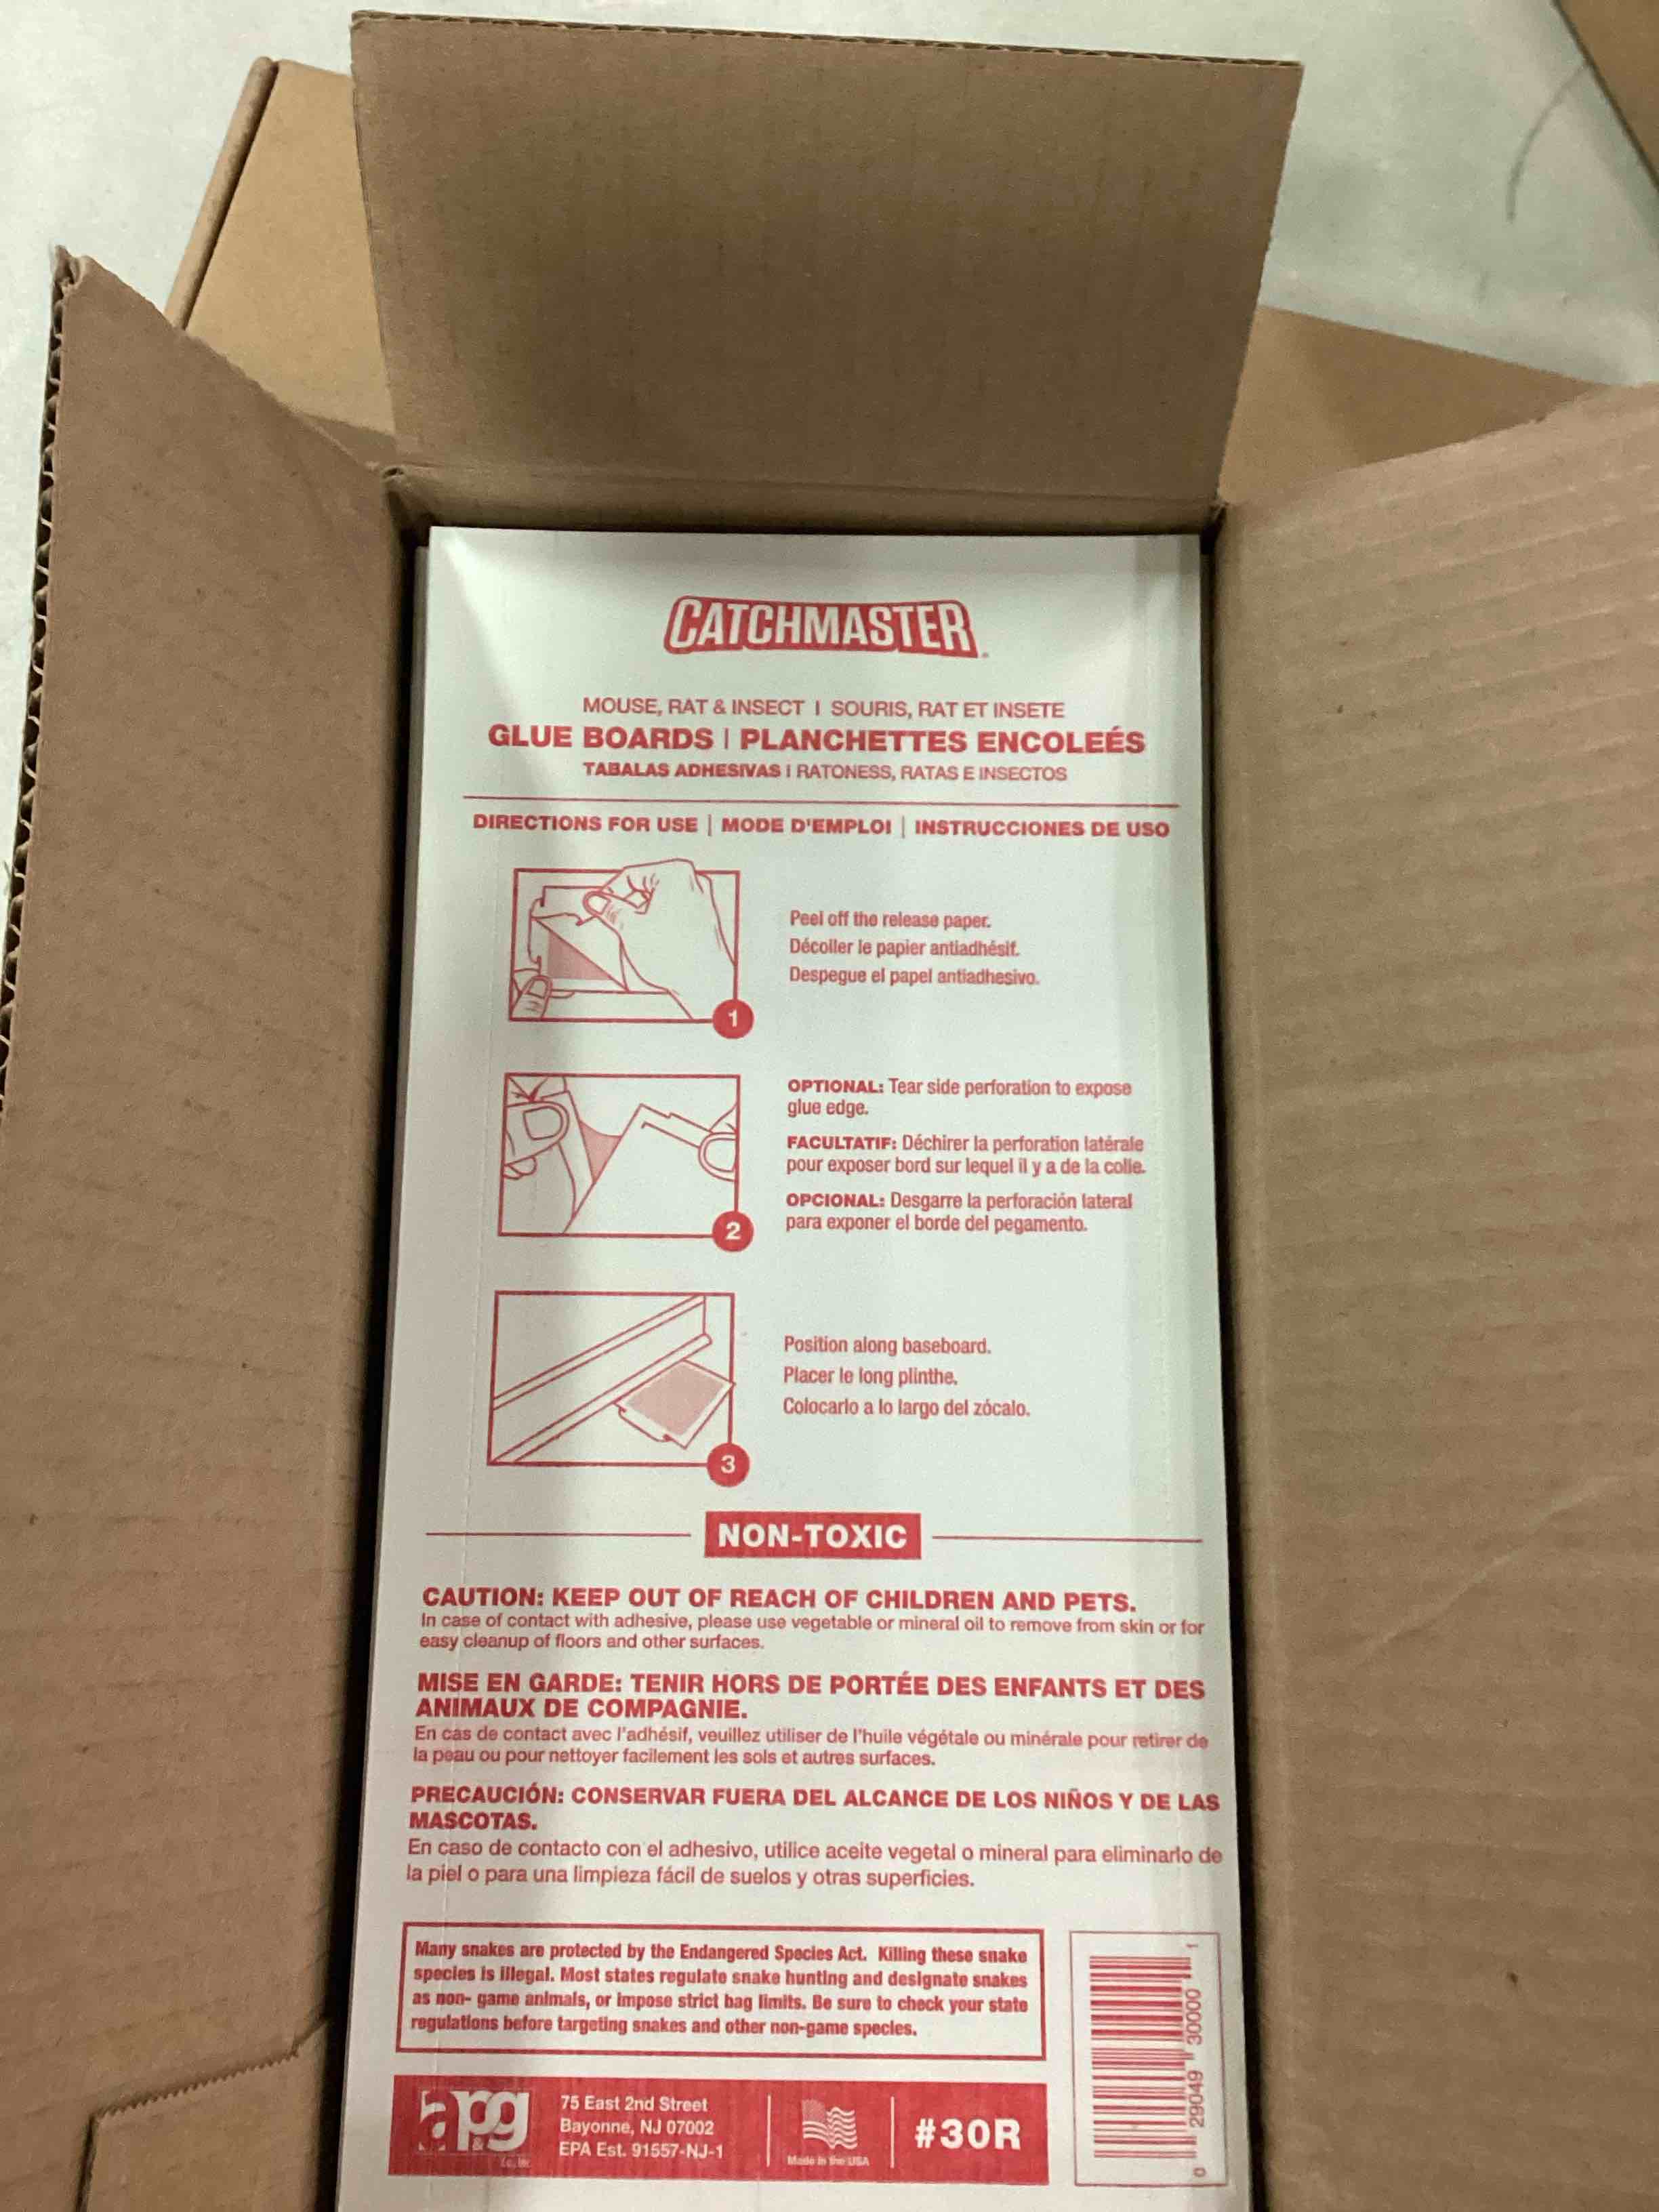 CATCHMASTER
MOUSE, RAT & INSECT | SOURIS, RAT ET INSETE
GLUE BOARDS | PLANCHETTES ENCOLEÉS
TABALAS ADHESIVAS | RATONESS, RATAS E INSECTOS
DIRECTIONS FOR USE | MODE D'EMPLOI | INSTRUCCIONES DE USO
Peel off the release paper.
Décoller le papier antiadhésif.
Despegue el papel antiadhesivo.
1
OPTIONAL: Tear side perforation to expose
glue edge.
FACULTATIF: Déchirer la perforation latérale
pour exposer bord sur lequel il y a de la colle.
OPCIONAL: Desgarre la perforación lateral
para exponer el borde del pegamento.
2
Position along baseboard.
Placer le long plinthe.
Colocarlo a lo largo del zócalo.
3
NON-TOXIC
CAUTION: KEEP OUT OF REACH OF CHILDREN AND PETS.
In case of contact with adhesive, please use vegetable or mineral oil to remove from skin or for
easy cleanup of floors and other surfaces.
MISE EN GARDE: TENIR HORS DE PORTÉE DES ENFANTS ET DES
ANIMAUX DE COMPAGNIE.
En cas de contact avec l'adhésif, veuillez utiliser de l'huile végétale ou minérale pour retirer de
la peau ou pour nettoyer facilement les sols et autres surfaces.
PRECAUCIÓN: CONSERVAR FUERA DEL ALCANCE DE LOS NIÑOS Y DE LAS
MASCOTAS.
En caso de contacto con el adhesivo, utilice aceite vegetal o mineral para eliminarlo de
la piel o para una limpieza fácil de suelos y otras superficies.
Many snakes are protected by the Endangered Species Act. Killing these snake
species is illegal. Most states regulate snake hunting and designate snakes
as non- game animals, or impose strict bag limits. Be sure to check your state
regulations before targeting snakes and other non-game species.
apg
& Co., Inc.
75 East 2nd Street
Bayonne, NJ 07002
EPA Est. 91557-NJ-1
Made in the USA
#30R
0 29049 30000 1